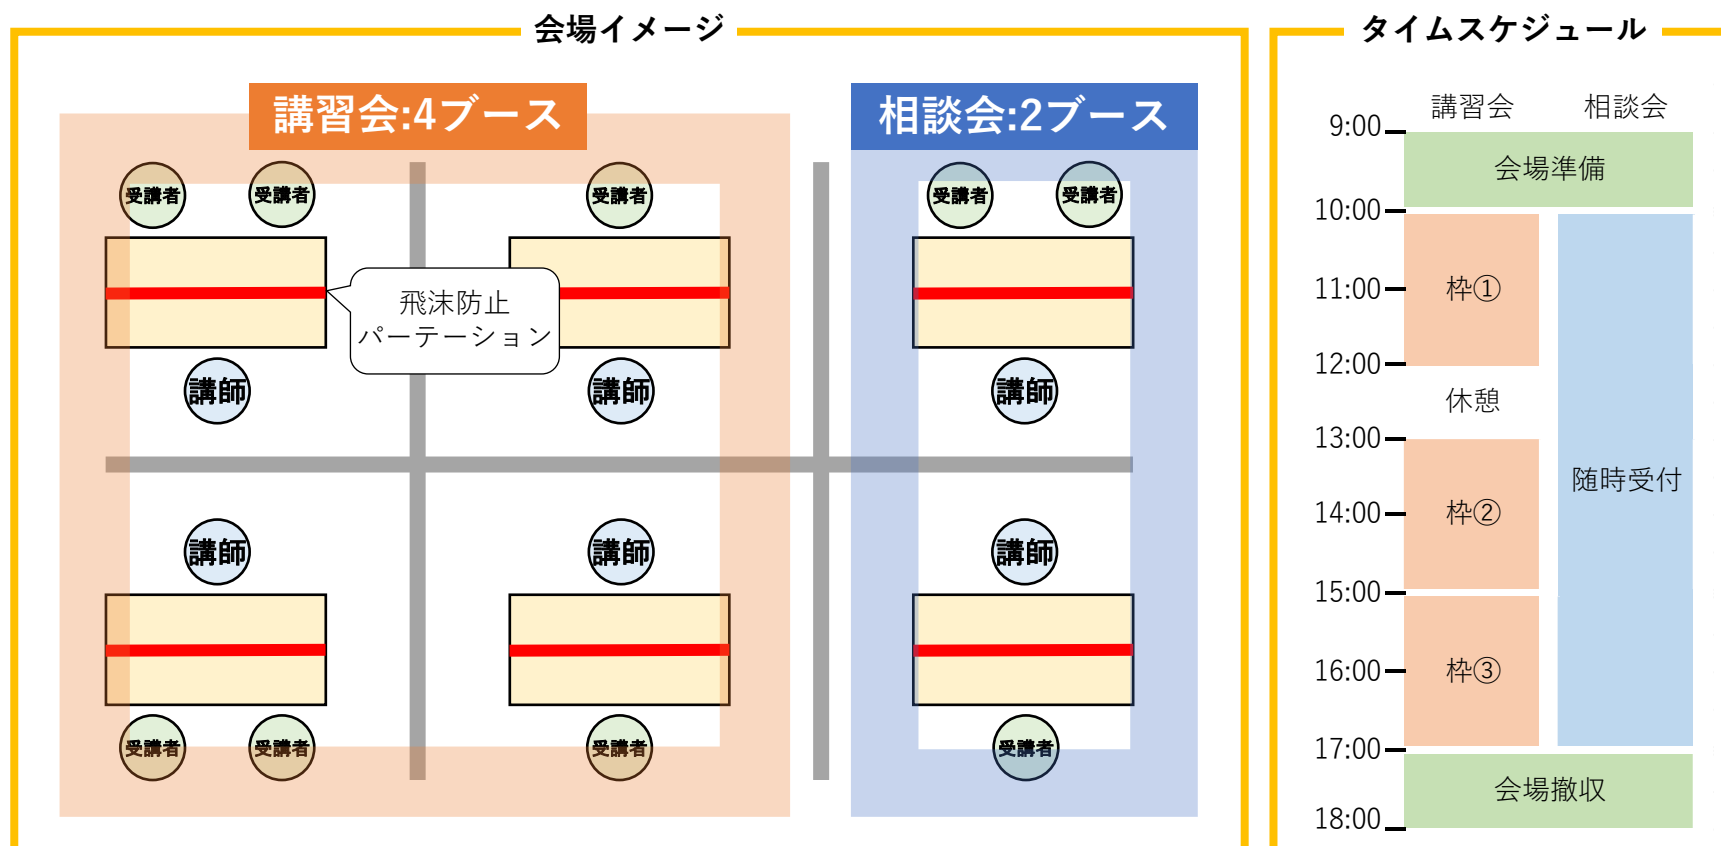 会場イメージ
講習会:4ブース
相談会:2ブース
受講者
受講者
受講者
受講者
受講者
飛沫防止
パーテーション
講師
講師
講師
講師
講師
講師
受講者
受講者
受講者
受講者
タイムスケジュール
講習会
相談会
9:00
会場準備
10:00
11:00
枠①
12:00
休憩
13:00
随時受付
14:00
枠②
15:00
16:00
枠③
17:00
会場撤収
18:00